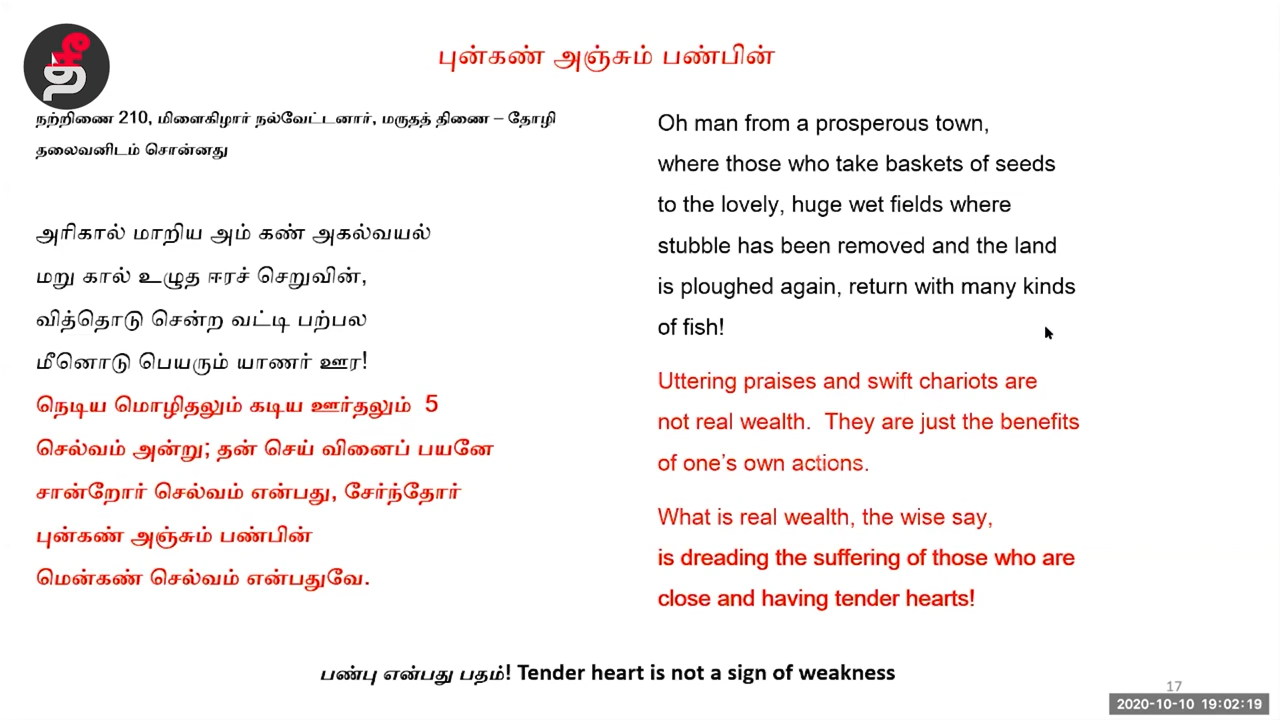 புன்கண் அஞ்சும் பண்பின்
நற்றிணை 210, மிளைகிழார் நல்வேட்டனார், மருதத் திணை – தோழி
தலைவனிடம் சொன்னது
அரிகால் மாறிய அம் கண் அகல்வயல்
மறு கால் உழுத ஈரச் செறுவின்,
வித்தொடு சென்ற வட்டி பற்பல
மீனொடு பெயரும் யாணர் ஊர!
நெடிய மொழிதலும் கடிய ஊர்தலும் 5
செல்வம் அன்று; தன் செய் வினைப் பயனே
சான்றோர் செல்வம் என்பது, சேர்ந்தோர்
புன்கண் அஞ்சும் பண்பின்
மென்கண் செல்வம் என்பதுவே.
Oh man from a prosperous town,
where those who take baskets of seeds
to the lovely, huge wet fields where
stubble has been removed and the land
is ploughed again, return with many kinds
of fish!
Uttering praises and swift chariots are
not real wealth. They are just the benefits
of one’s own actions.
What is real wealth, the wise say,
is dreading the suffering of those who are
close and having tender hearts!
பண்பு என்பது பதம்! Tender heart is not a sign of weakness
17
2020-10-10 19:02:19